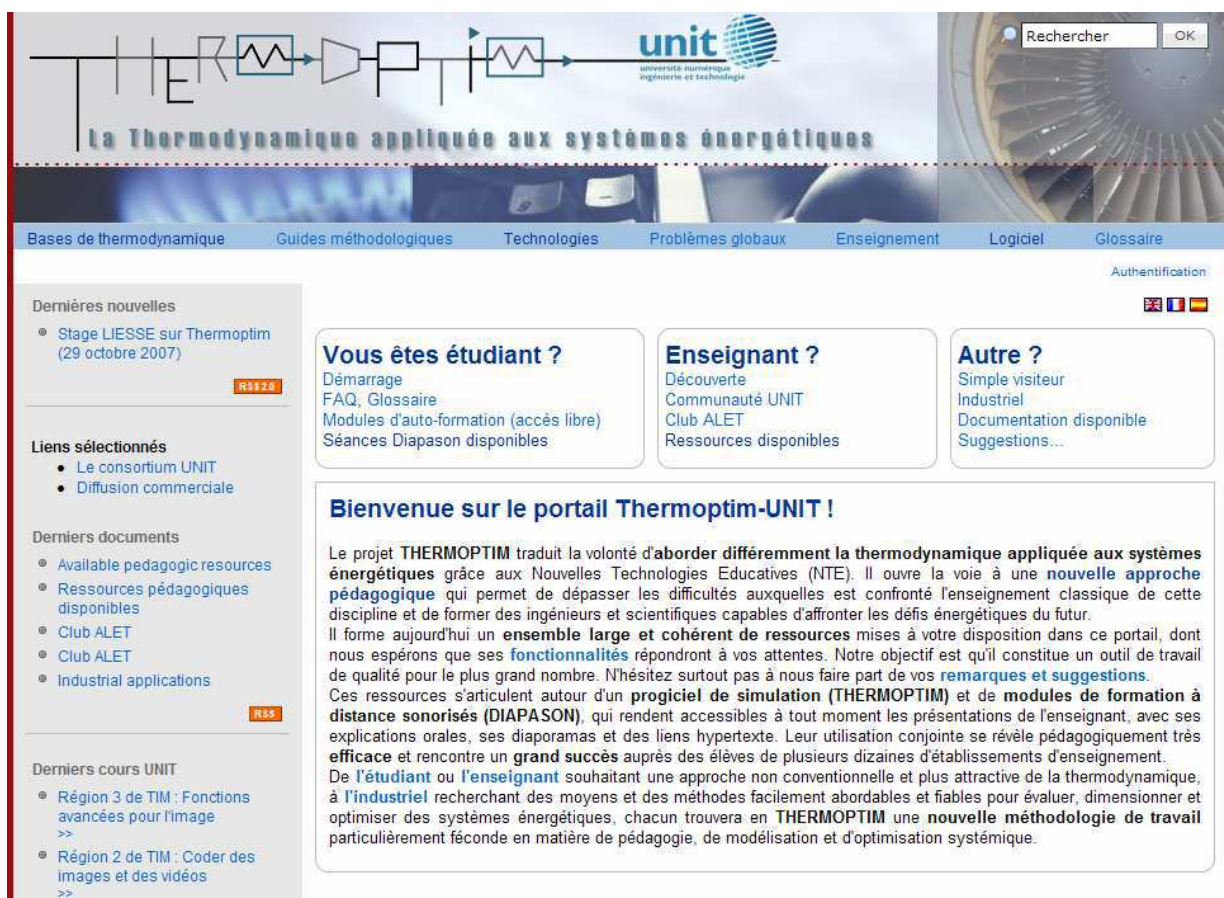 THERMOPTIM
unit
université numérique
ingénierie et technologie
Rechercher
OK
La Thermodynamique appliquée aux systèmes énergétiques
Bases de thermodynamique Guides méthodologiques Technologies Problèmes globaux Enseignement Logiciel Glossaire
Authentification
Dernières nouvelles
Stage LIESSE sur Thermoptim
(29 octobre 2007)
RSS 2.0
Liens sélectionnés
Le consortium UNIT
Diffusion commerciale
Derniers documents
Available pedagogic resources
Ressources pédagogiques
disponibles
Club ALET
Club ALET
Industrial applications
RSS
Derniers cours UNIT
Région 3 de TIM : Fonctions
avancées pour l'image
>>
Région 2 de TIM : Coder des
images et des vidéos
>>
Vous êtes étudiant ?
Démarrage
FAQ, Glossaire
Modules d'auto-formation (accès libre)
Séances Diapason disponibles
Enseignant ?
Découverte
Communauté UNIT
Club ALET
Ressources disponibles
Autre ?
Simple visiteur
Industriel
Documentation disponible
Suggestions...
Bienvenue sur le portail Thermoptim-UNIT !
Le projet THERMOPTIM traduit la volonté d'aborder différemment la thermodynamique appliquée aux systèmes
énergétiques grâce aux Nouvelles Technologies Educatives (NTE). Il ouvre la voie à une nouvelle approche
pédagogique qui permet de dépasser les difficultés auxquelles est confronté l'enseignement classique de cette
discipline et de former des ingénieurs et scientifiques capables d'affronter les défis énergétiques du futur.
Il forme aujourd'hui un ensemble large et cohérent de ressources mises à votre disposition dans ce portail, dont
nous espérons que ses fonctionnalités répondront à vos attentes. Notre objectif est qu'il constitue un outil de travail
de qualité pour le plus grand nombre. N'hésitez surtout pas à nous faire part de vos remarques et suggestions.
Ces ressources s'articulent autour d'un progiciel de simulation (THERMOPTIM) et de modules de formation à
distance sonorisés (DIAPASON), qui rendent accessibles à tout moment les présentations de l'enseignant, avec ses
explications orales, ses diaporamas et des liens hypertexte. Leur utilisation conjointe se révèle pédagogiquement très
efficace et rencontre un grand succès auprès des élèves de plusieurs dizaines d'établissements d'enseignement.
De l'étudiant ou l'enseignant souhaitant une approche non conventionnelle et plus attractive de la thermodynamique,
à l'industriel recherchant des moyens et des méthodes facilement abordables et fiables pour évaluer, dimensionner et
optimiser des systèmes énergétiques, chacun trouvera en THERMOPTIM une nouvelle méthodologie de travail
particulièrement féconde en matière de pédagogie, de modélisation et d'optimisation systémique.